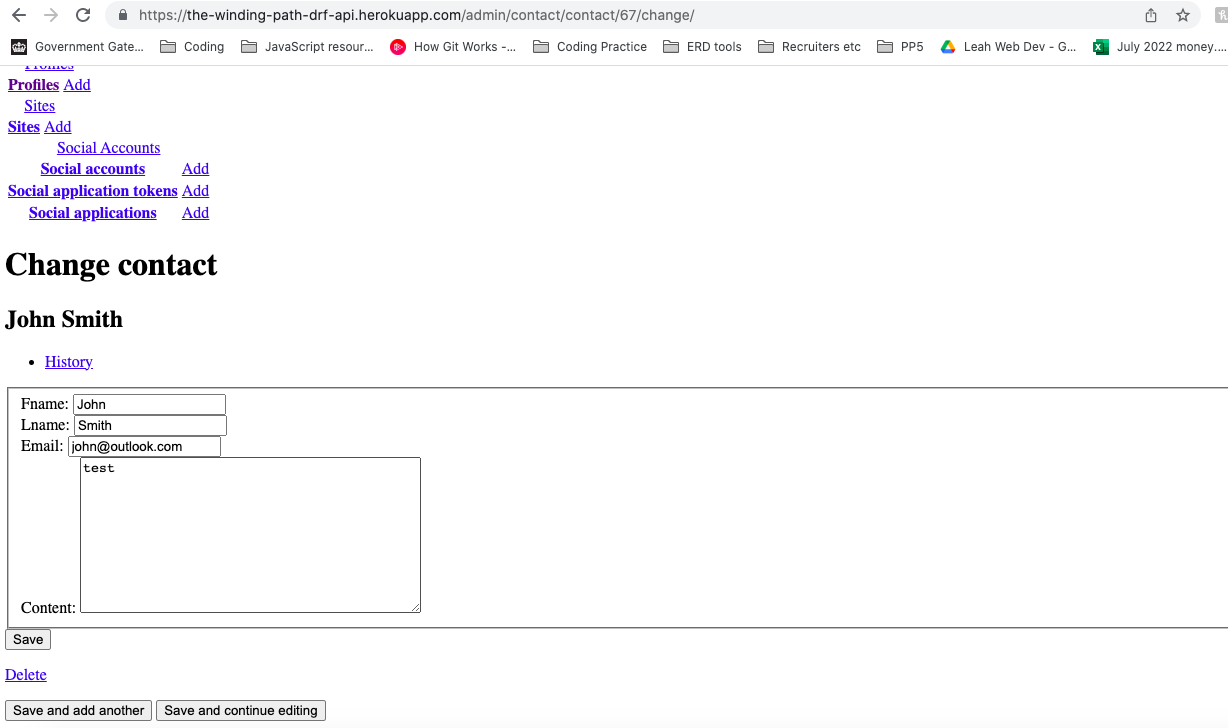 https://the-winding-path-drf-api.herokuapp.com/admin/contact/contact/67/change/
Government Gate... Coding JavaScript resour... How Git Works -... Coding Practice ERD tools Recruiters etc PP5 Leah Web Dev - G... July 2022 money....
Profiles
Profiles Add
Sites
Sites Add
Social Accounts
Social accounts Add
Social application tokens Add
Social applications Add
Change contact
John Smith
History
Fname: John
Lname: Smith
Email: john@outlook.com
test
Content:
Save
Delete
Save and add another Save and continue editing